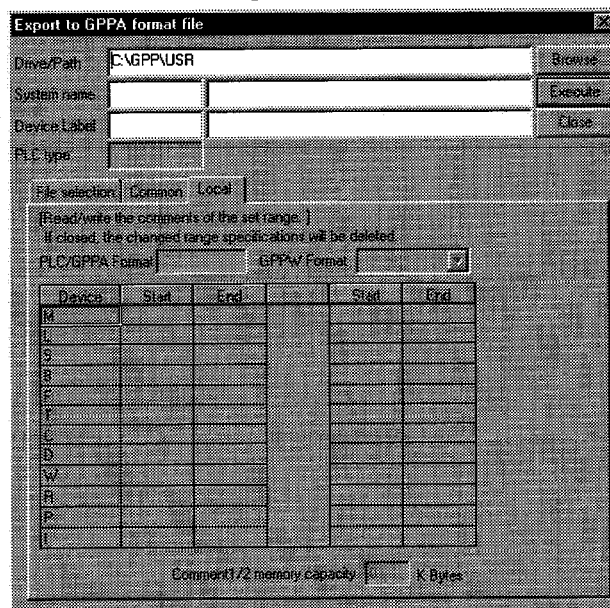 Export to GPPA format file
Drive/Path C:\GPP\USR Browse
System name Execute
Device Label Close
PLC type
File selection Common Local
[Read/write the comments of the set range. ]
If closed, the changed range specifications will be deleted.
PLC/GPPA Format GPPW Format
Device Start End Start End
M
L
S
B
F
T
C
D
W
R
P
I
Comment1/2 memory capacity K Bytes